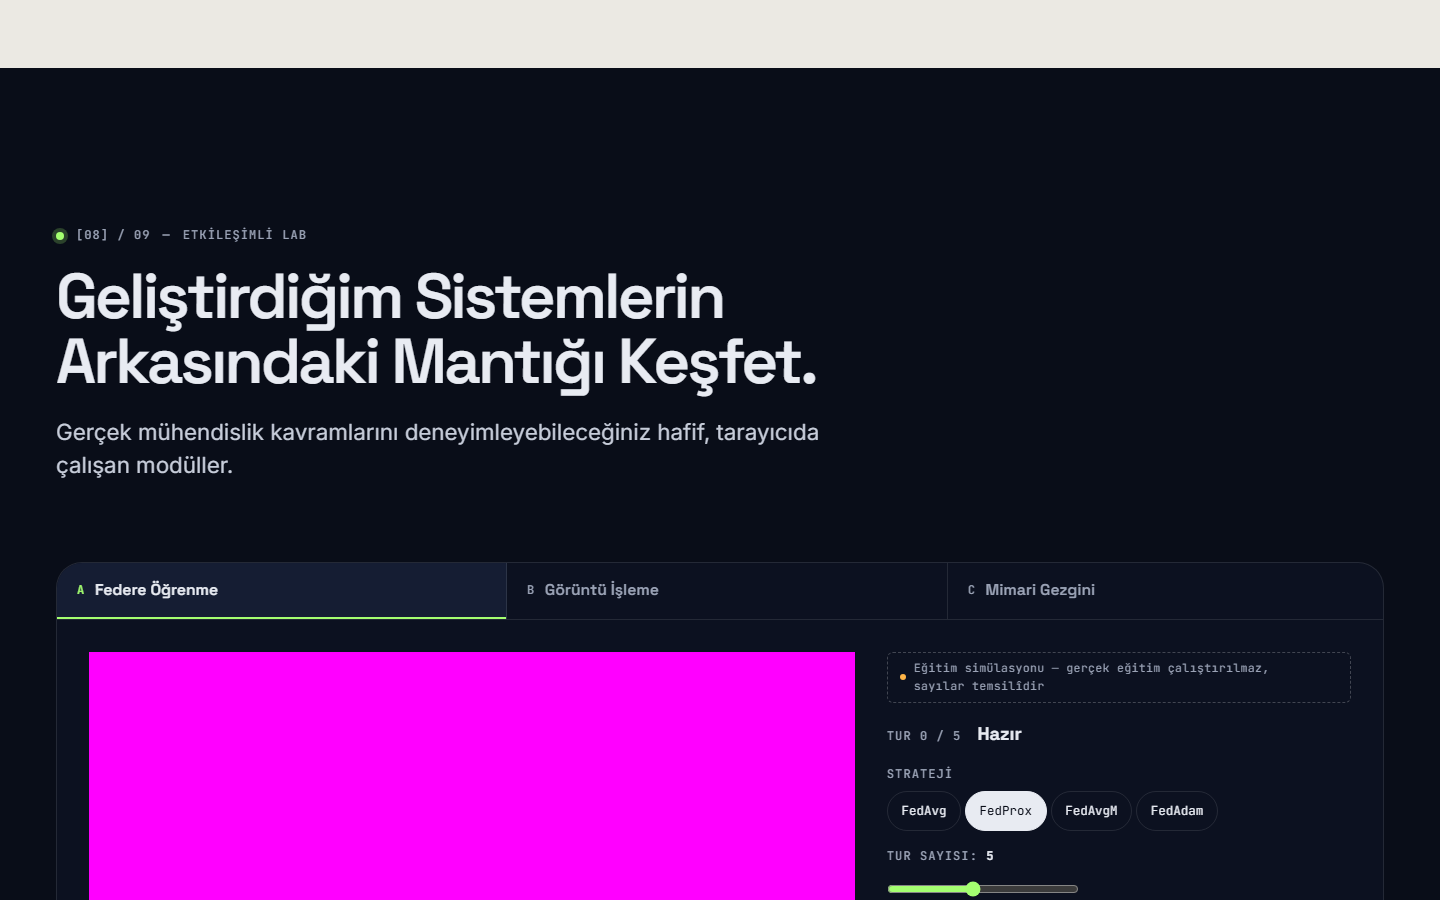 [08] / 09 — ETKİLEŞİMLİ LAB
Geliştirdiğim Sistemlerin
Arkasındaki Mantığı Keşfet.
Gerçek mühendislik kavramlarını deneyimleyebileceğiniz hafif, tarayıcıda
çalışan modüller.
A Federe Öğrenme
B Görüntü İşleme
C Mimari Gezgini
Eğitim simülasyonu — gerçek eğitim çalıştırılmaz,
sayılar temsilîdir
TUR 0 / 5 Hazır
STRATEJİ
FedAvg FedProx FedAvgM FedAdam
TUR SAYISI: 5